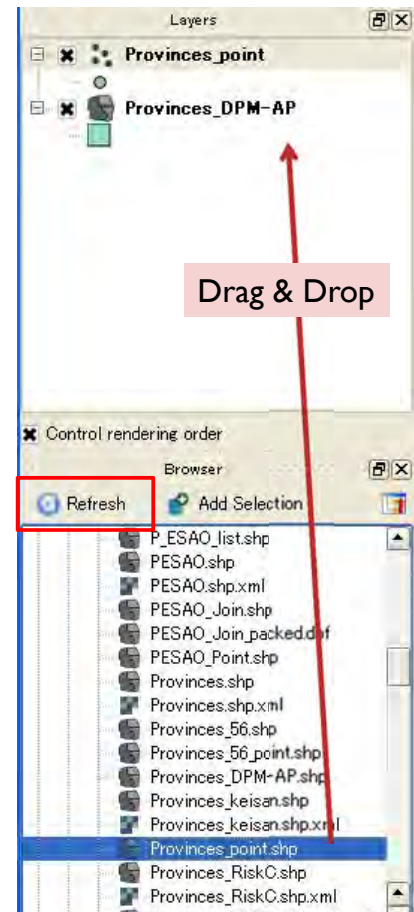 Layers
Provinces_point
Provinces_DPM-AP
Drag & Drop
Control rendering order
Browser
Refresh
Add Selection
P_ESAO_list.shp
PESAO.shp
PESAO.shp.xml
PESAO_Join.shp
PESAO_Join_packed.dbf
PESAO_Point.shp
Provinces.shp
Provinces.shp.xml
Provinces_56.shp
Provinces_56_point.shp
Provinces_DPM-AP.shp
Provinces_keisan.shp
Provinces_keisan.shp.xml
Provinces_point.shp
Provinces_RiskC.shp
Provinces_RiskC.shp.xml